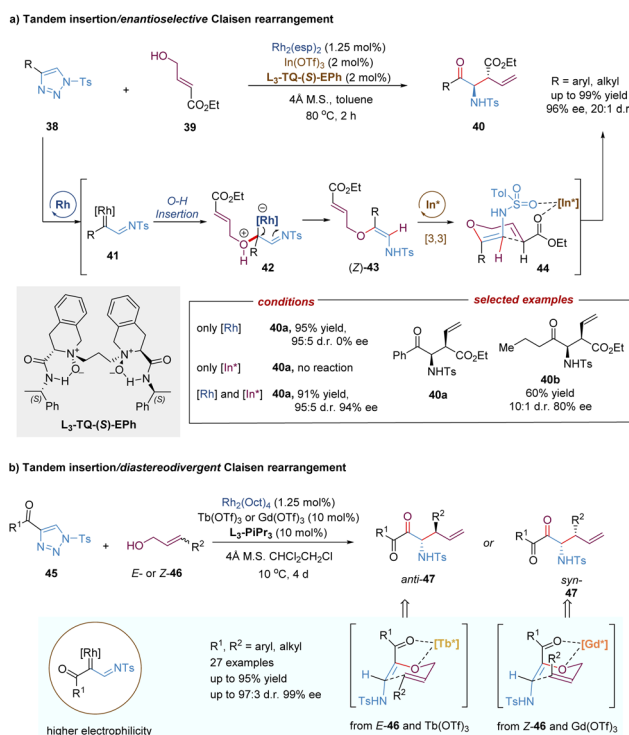 a) Tandem insertion/enantioselective Claisen rearrangement
R
N
N
N
Ts
38
+
HO
CO₂Et
39
Rh₂(esp)₂ (1.25 mol%)
In(OTf)₃ (2 mol%)
L₃-TQ-(S)-EPh (2 mol%)
4Å M.S., toluene
80 °C, 2 h
EtO₂C
O
R
NHTs
40
R = aryl, alkyl
up to 99% yield
96% ee, 20:1 d.r
Rh
[Rh]
R
NTs
41
O-H
Insertion
EtO₂C
[Rh]
⊖
NTs
⊕
O
R
H
42
EtO₂C
R
O
H
NHTs
(Z)-43
In*
[3,3]
Tol
O
S=O
HN
[In*]
O
O
OEt
R
H
H
44
O
N⁺
O⁻
N
H
(S)
Ph
N⁺
O⁻
O
H
N
(S)
Ph
L₃-TQ-(S)-EPh
conditions
only [Rh]
40a, 95% yield,
95:5 d.r. 0% ee
only [In*]
40a, no reaction
[Rh] and [In*]
40a, 91% yield,
95:5 d.r. 94% ee
selected examples
O
Ph
OEt
NHTs
O
40a
O
Me
CO₂Et
NHTs
40b
60% yield
10:1 d.r. 80% ee
b) Tandem insertion/diastereodivergent Claisen rearrangement
O
R¹
N
N
N
Ts
45
+
HO
R²
E- or Z-46
Rh₂(Oct)₄ (1.25 mol%)
Tb(OTf)₃ or Gd(OTf)₃ (10 mol%)
L₃-PiPr₃ (10 mol%)
4Å M.S. CHCl₂CH₂Cl
10 °C, 4 d
O
R²
R¹
O
NHTs
anti-47
or
O
R²
R¹
O
NHTs
syn-
47
[Rh]
O
NTs
R¹
higher electrophilicity
R¹, R² = aryl, alkyl
27 examples
up to 95% yield
up to 97:3 d.r. 99% ee
R¹
O
[Tb*]
O
H
R²
TsHN
from E-46 and Tb(OTf)₃
R¹
O
[Gd*]
R²
O
H
TsHN
from Z-46 and Gd(OTf)₃